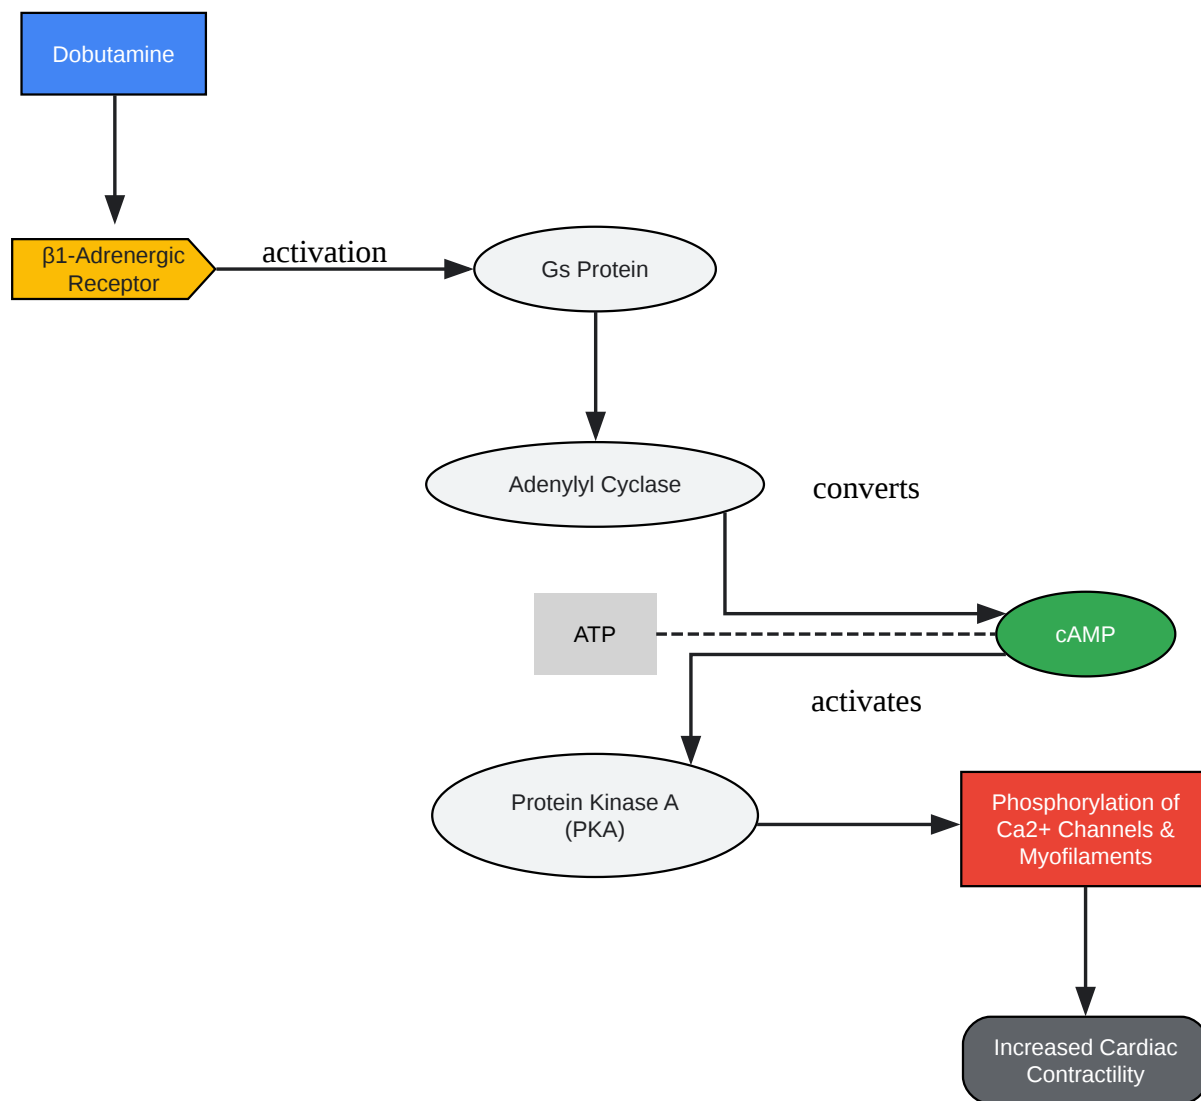 Dobutamine
β1-Adrenergic
Receptor
activation
Gs Protein
Adenylyl Cyclase
converts
ATP
cAMP
activates
Protein Kinase A
(PKA)
Phosphorylation of
Ca2+ Channels &
Myofilaments
Increased Cardiac
Contractility